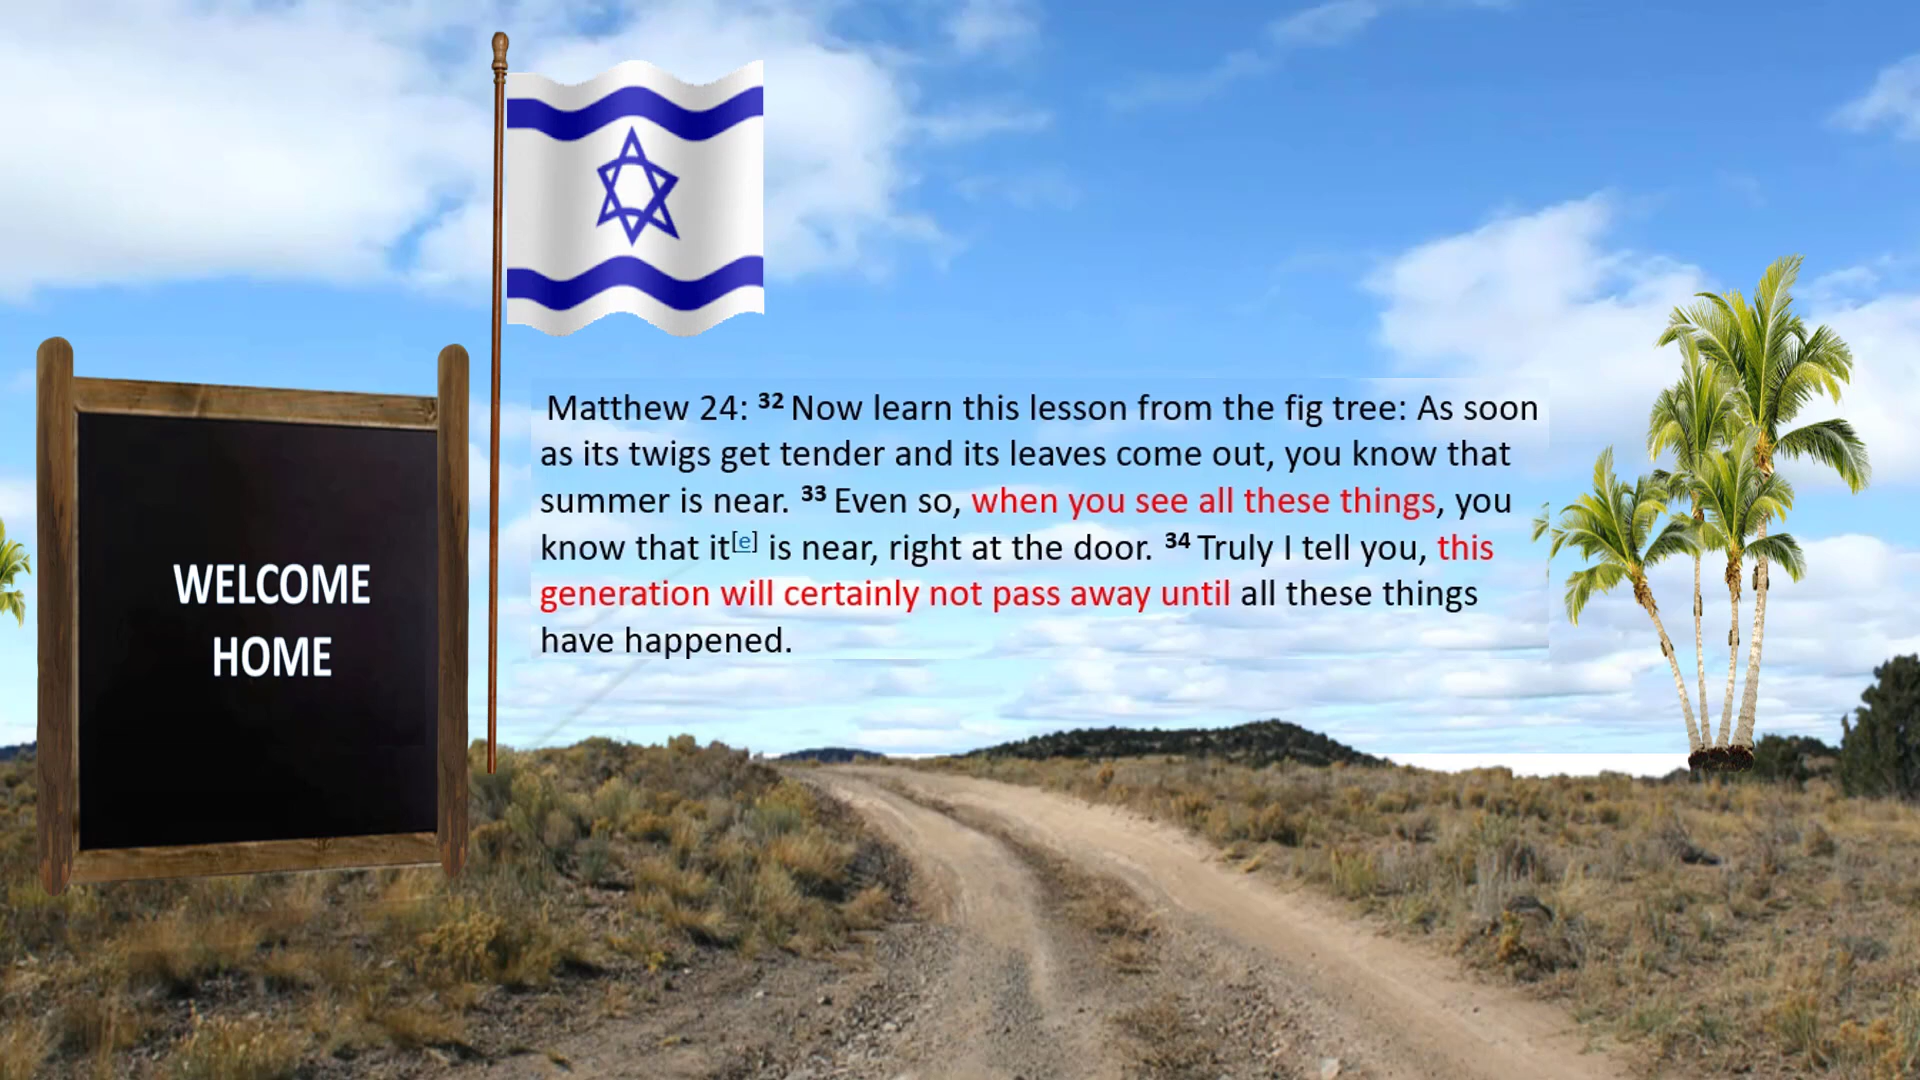 WELCOME
HOME
Matthew 24: ³² Now learn this lesson from the fig tree: As soon
as its twigs get tender and its leaves come out, you know that
summer is near. ³³ Even so, when you see all these things, you
know that it[e] is near, right at the door. ³⁴ Truly I tell you, this
generation will certainly not pass away until all these things
have happened.